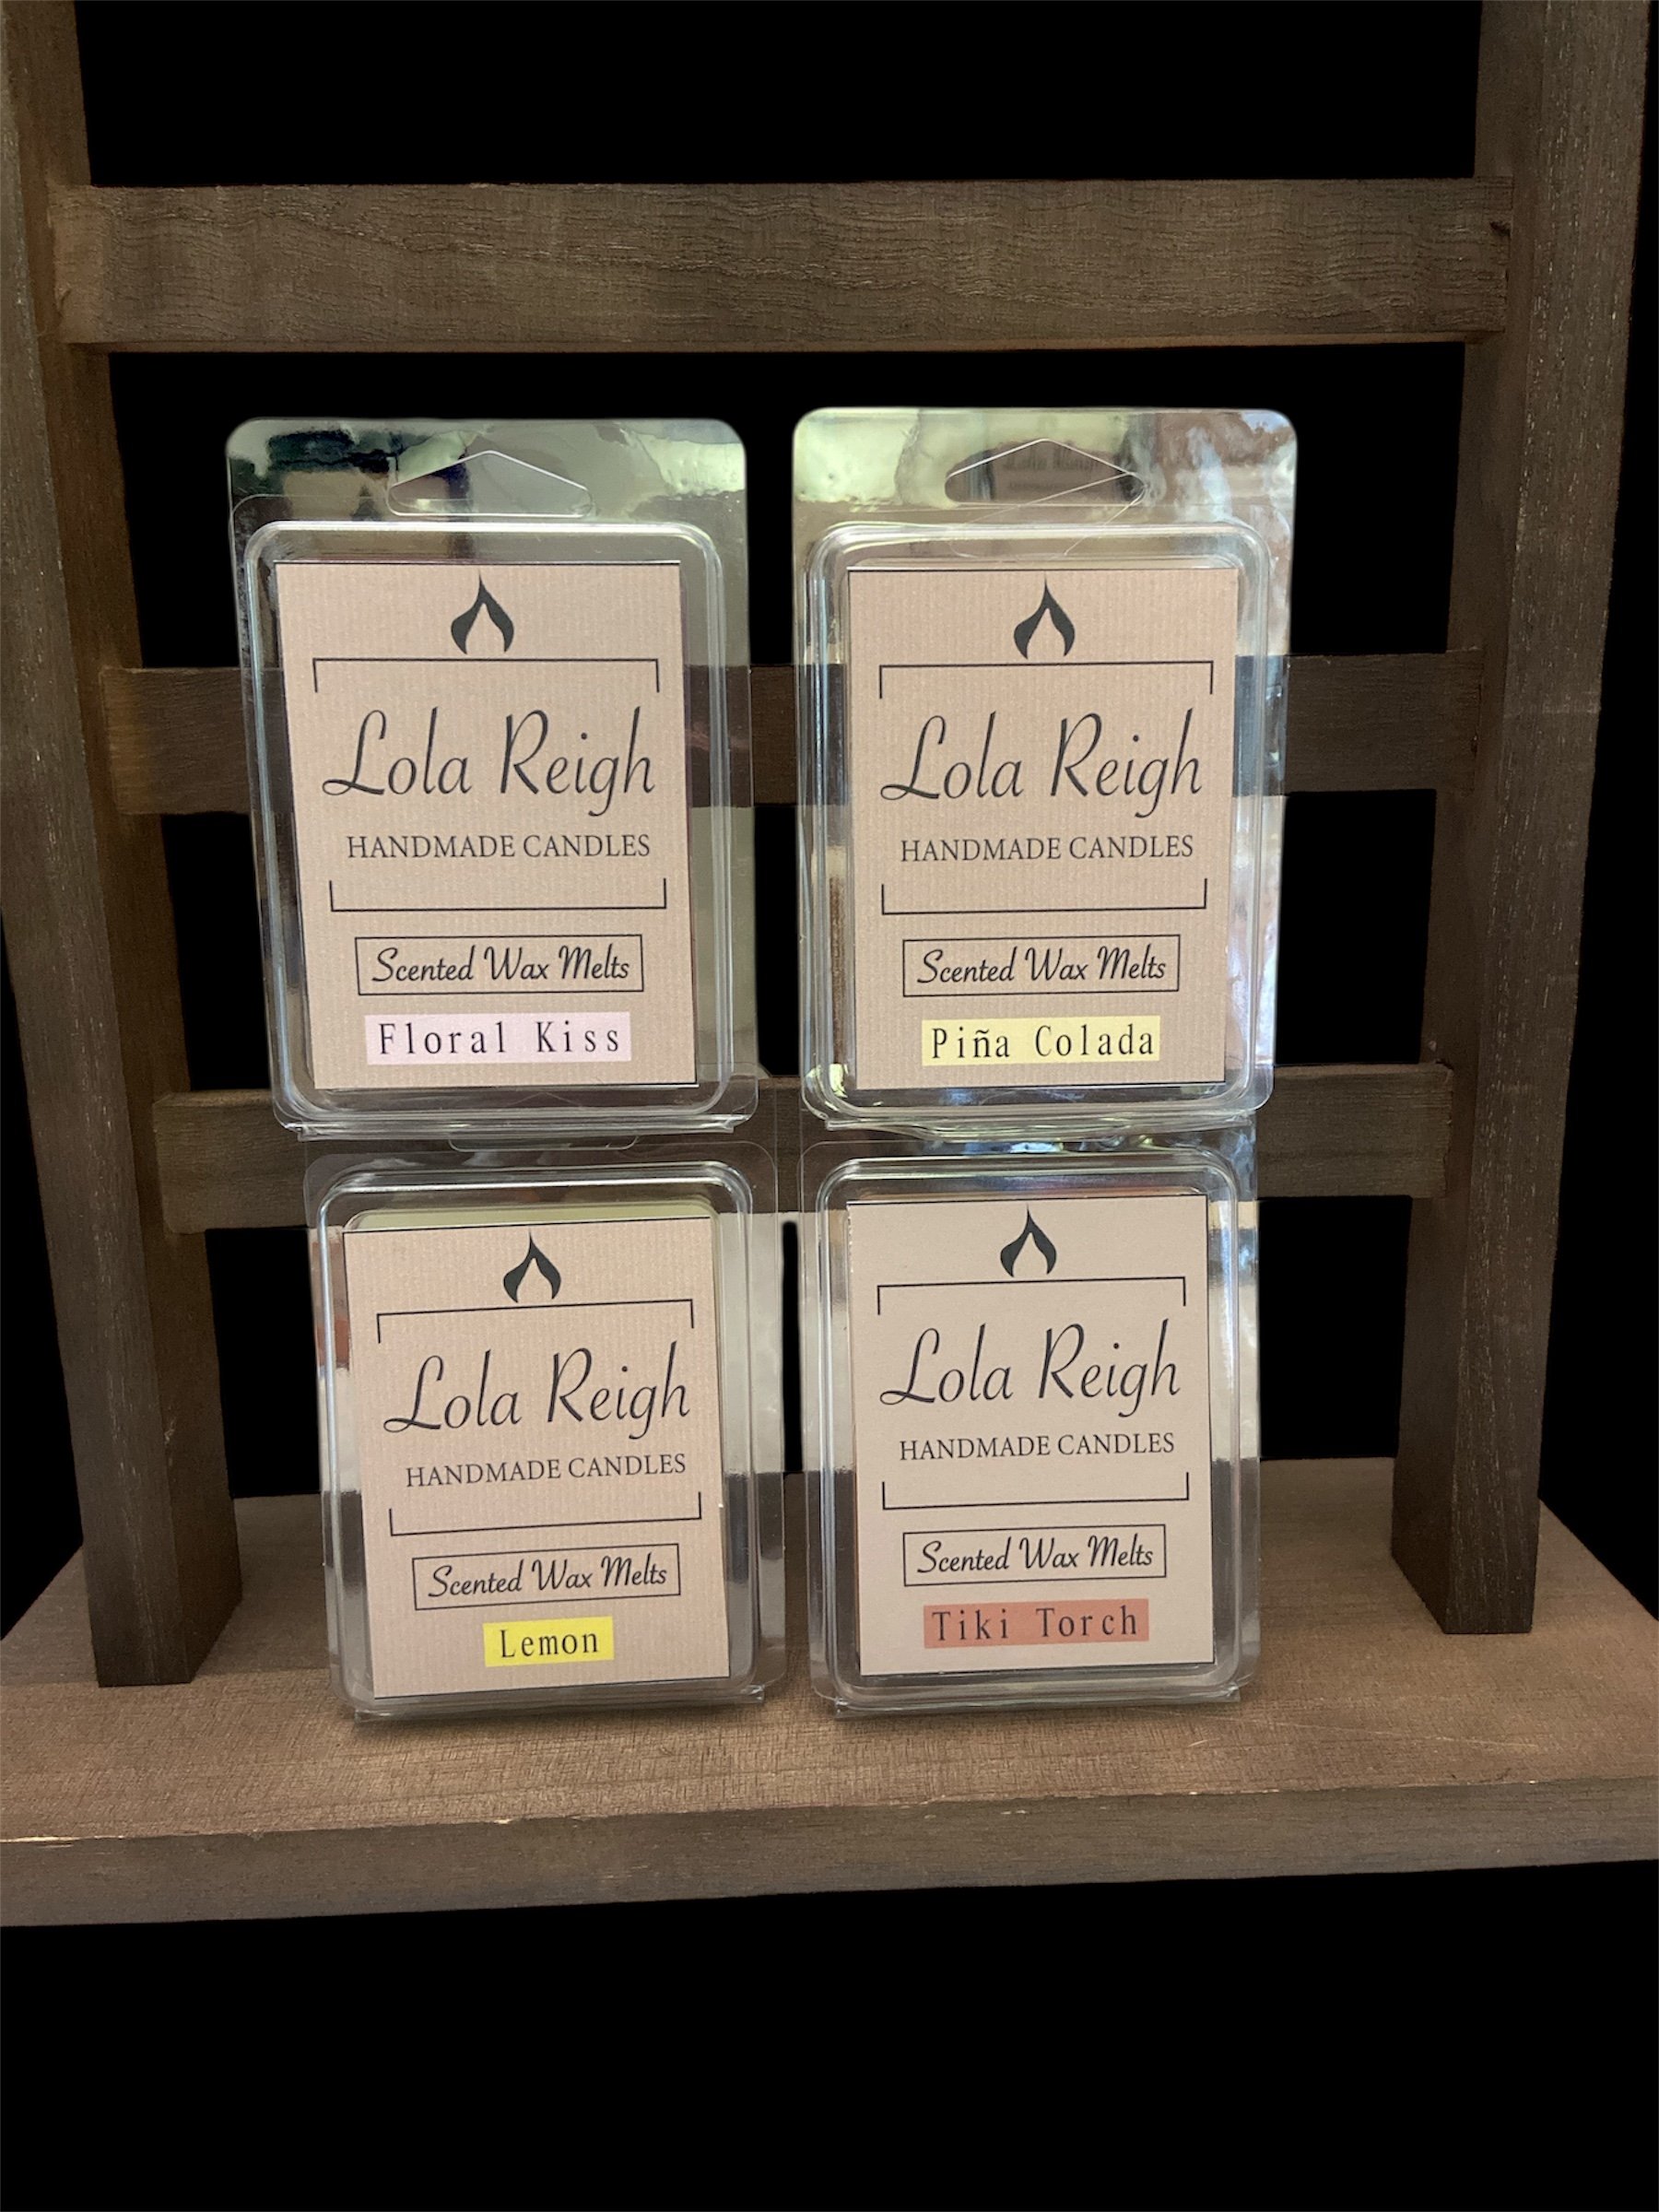 Lola Reigh
HANDMADE CANDLES
Scented Wax Melts
Floral Kiss
Lola Reigh
HANDMADE CANDLES
Scented Wax Melts
Piña Colada
Lola Reigh
HANDMADE CANDLES
Scented Wax Melts
Lemon
Lola Reigh
HANDMADE CANDLES
Scented Wax Melts
Tiki Torch